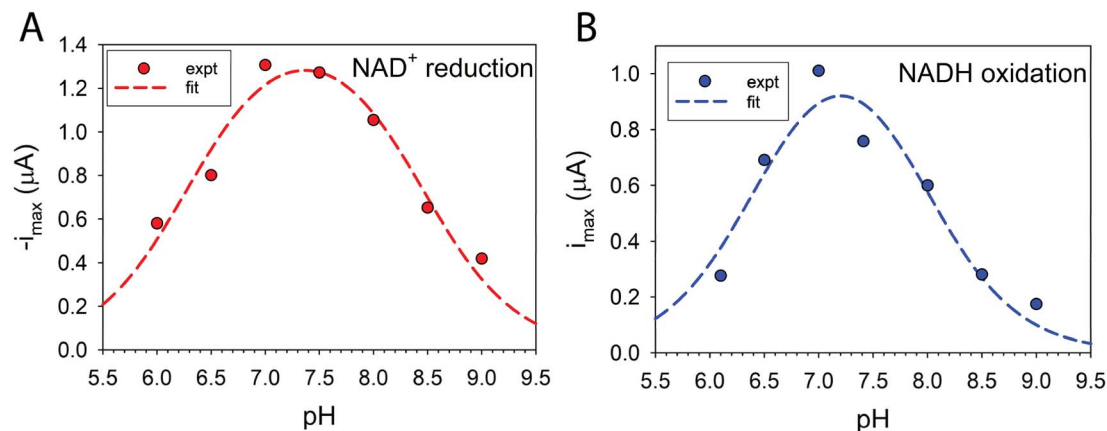 A
NAD+ reduction
expt
fit
-imax (μA)
1.4
1.2
1.0
0.8
0.6
0.4
0.2
0.0
5.5 6.0 6.5 7.0 7.5 8.0 8.5 9.0 9.5
pH
B
NADH oxidation
expt
fit
imax (μA)
1.0
0.8
0.6
0.4
0.2
0.0
5.5 6.0 6.5 7.0 7.5 8.0 8.5 9.0 9.5
pH